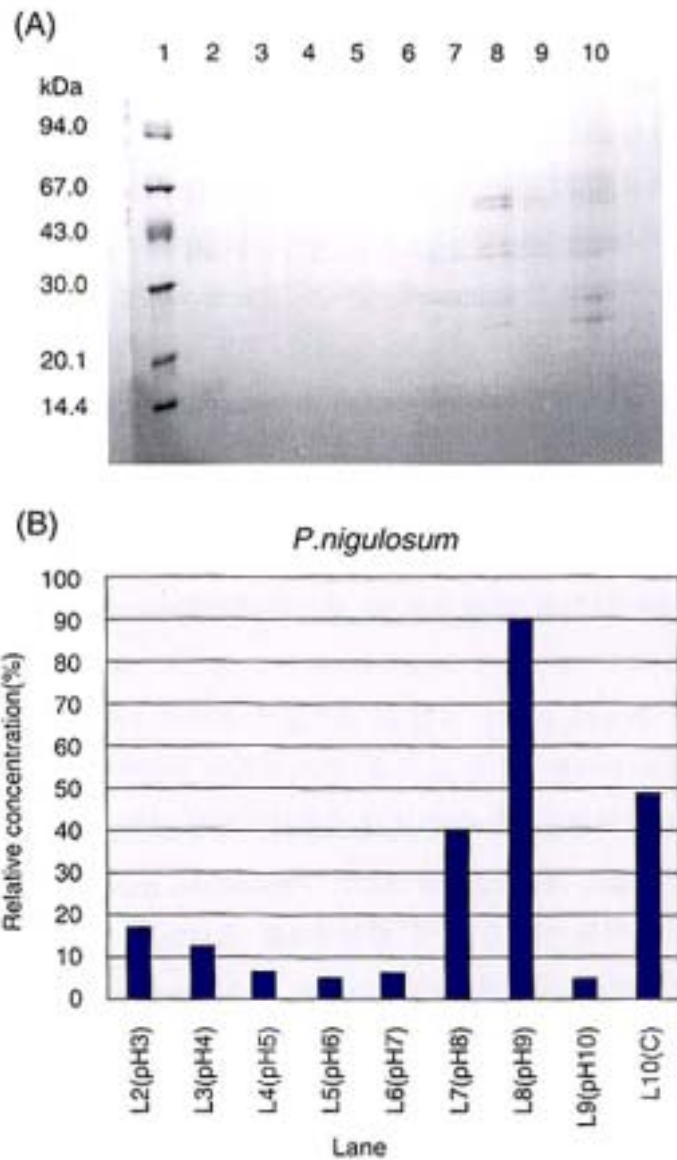 (A)
1 2 3 4 5 6 7 8 9 10
kDa
94.0
67.0
43.0
30.0
20.1
14.4
(B)
P.nigulosum
100
90
80
70
60
50
40
30
20
10
0
Relative concentration(%)
L2(pH3)
L3(pH4)
L4(pH5)
L5(pH6)
L6(pH7)
L7(pH8)
L8(pH9)
L9(pH10)
L10(C)
Lane